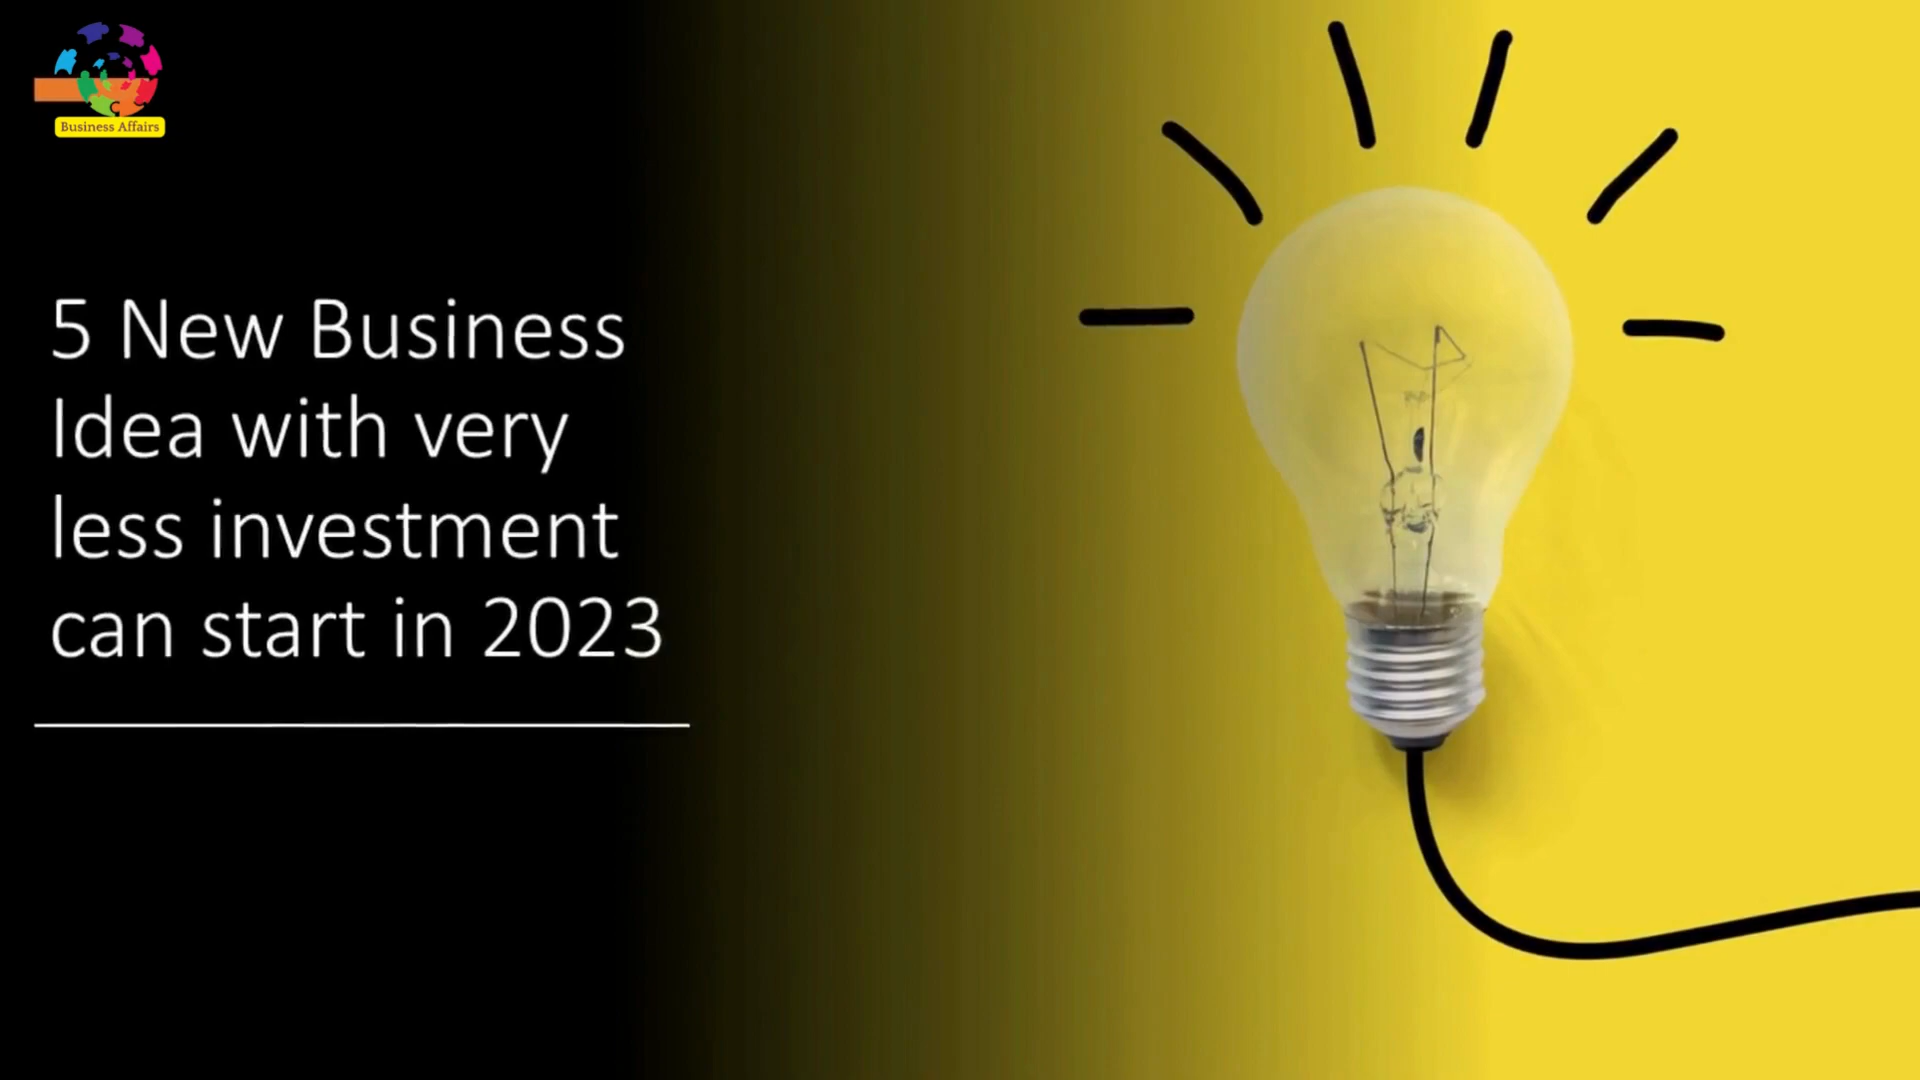 Business Affairs
5 New Business
Idea with very
less investment
can start in 2023